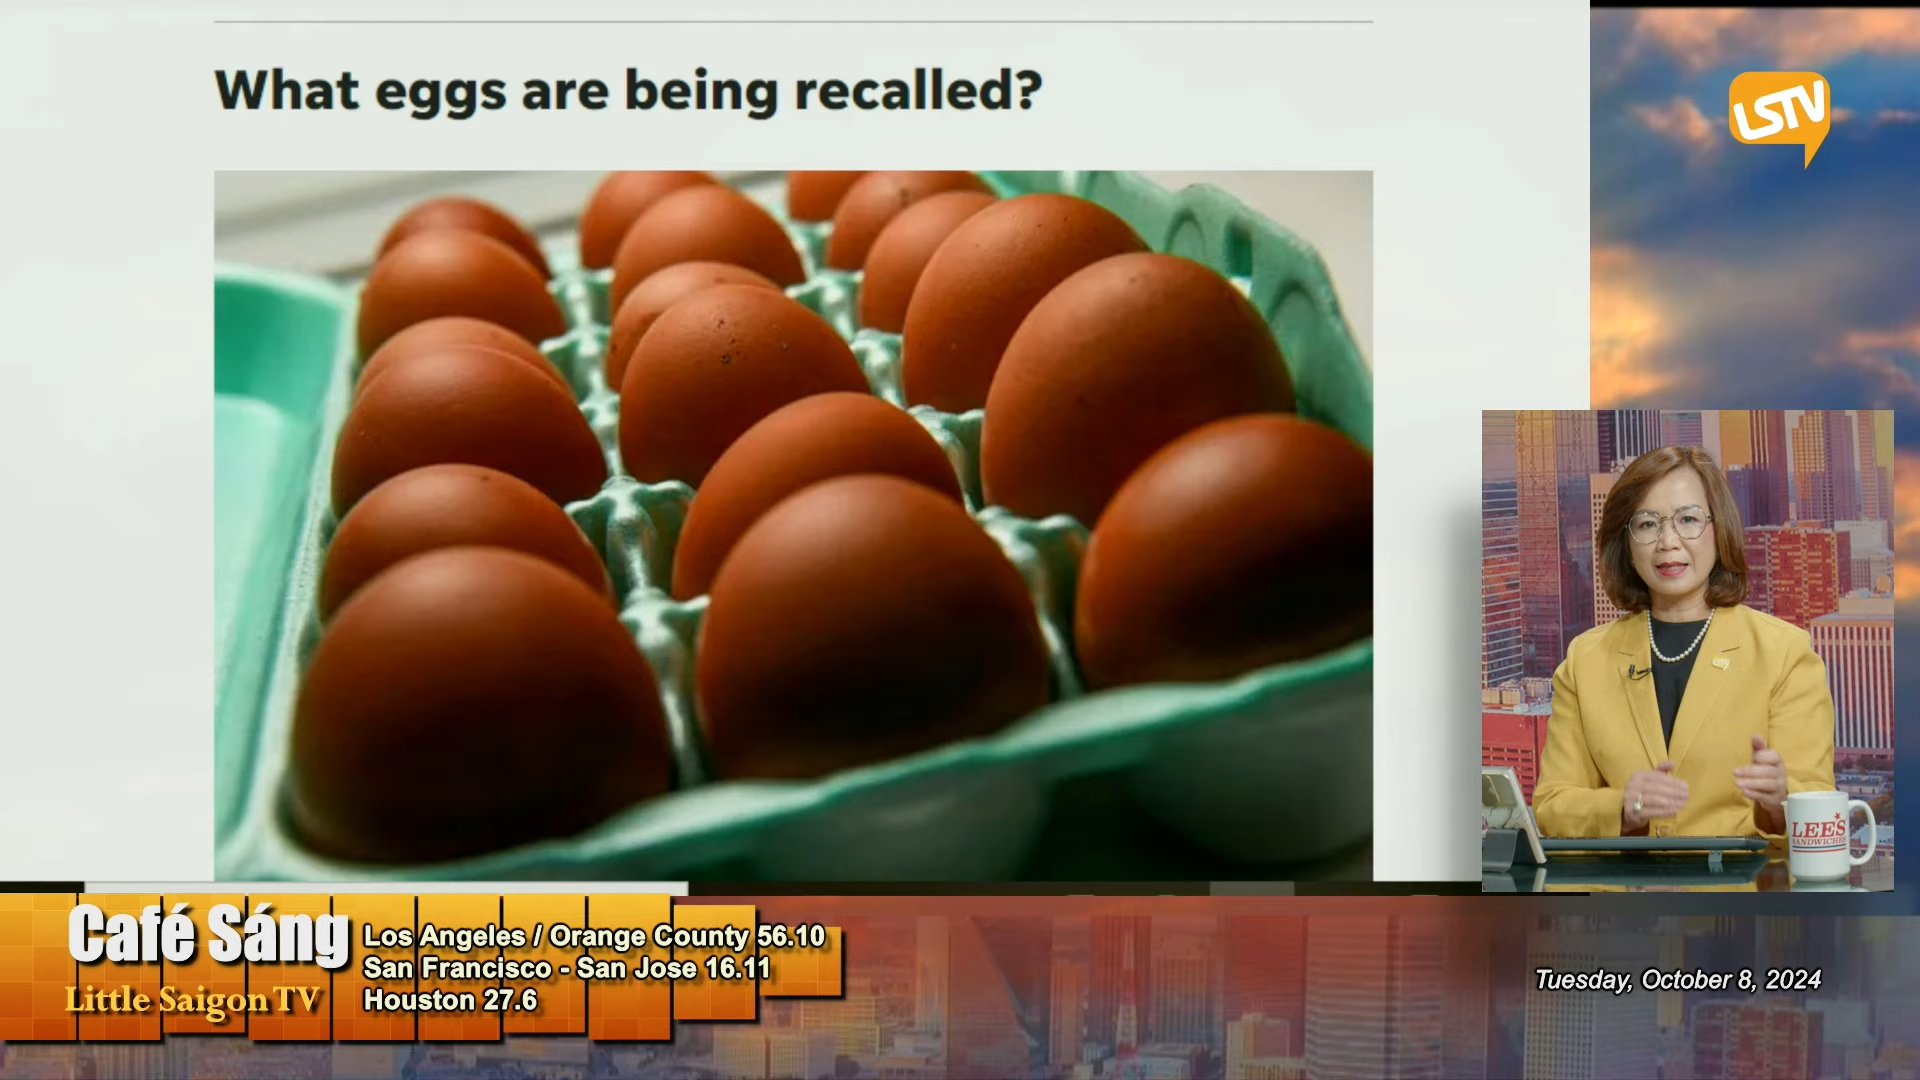 What eggs are being recalled?
LSTV
LEE'S
SANDWICHES
Café Sáng
Little Saigon TV
Los Angeles / Orange County 56.10
San Francisco - San Jose 16.11
Houston 27.6
Tuesday, October 8, 2024